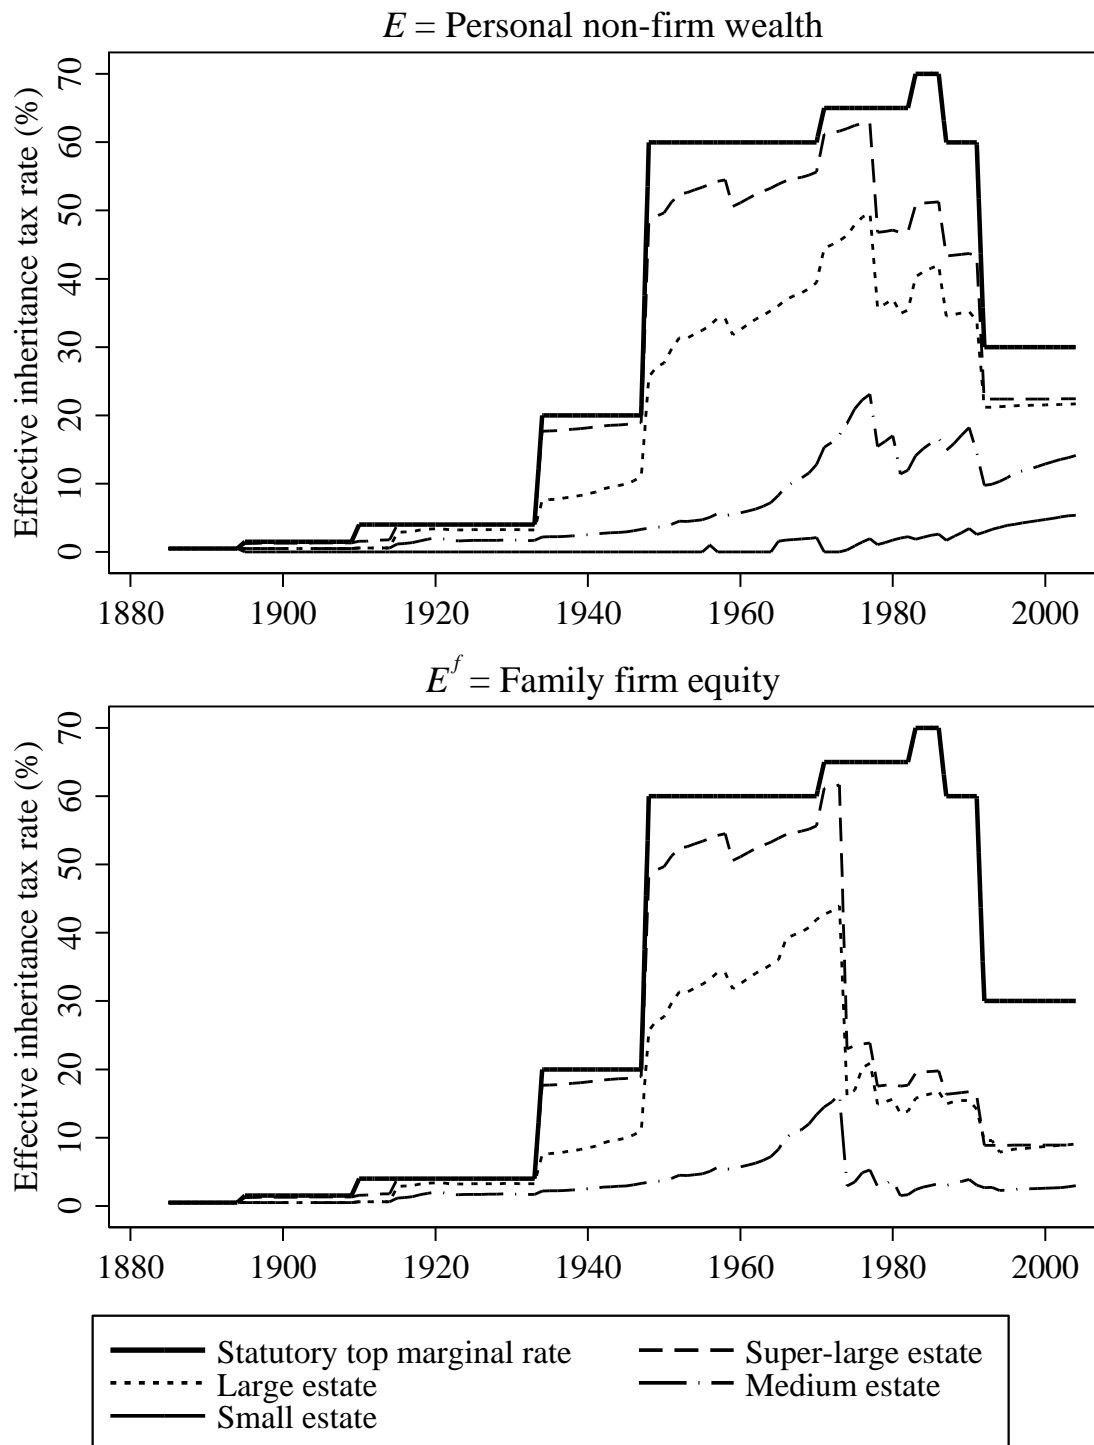 E = Personal non-firm wealth
Effective inheritance tax rate (%)
70
60
50
40
30
20
10
0
1880 1900 1920 1940 1960 1980 2000
E^f = Family firm equity
Effective inheritance tax rate (%)
70
60
50
40
30
20
10
0
1880 1900 1920 1940 1960 1980 2000
Statutory top marginal rate Super-large estate
Large estate Medium estate
Small estate